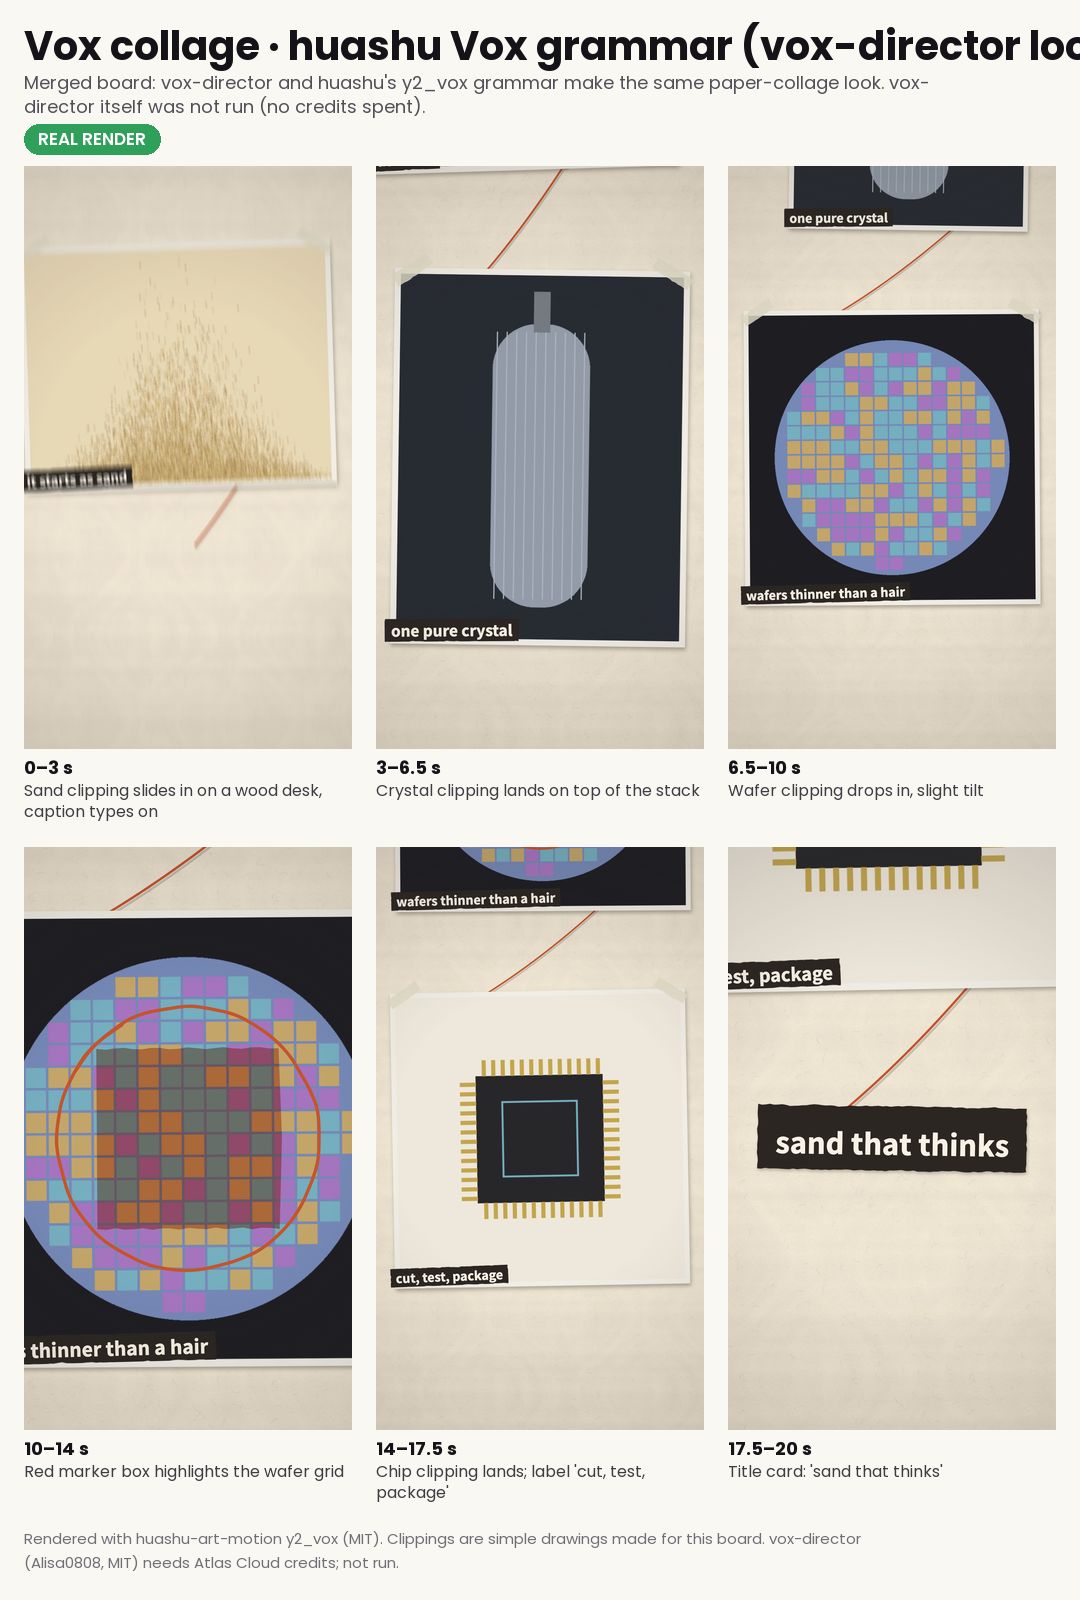 Vox collage · huashu Vox grammar (vox-director loo
Merged board: vox-director and huashu's y2_vox grammar make the same paper-collage look. vox-
director itself was not run (no credits spent).
REAL RENDER
it starts as sand
one pure crystal
one pure crystal
wafers thinner than a hair
0–3 s
Sand clipping slides in on a wood desk,
caption types on
3–6.5 s
Crystal clipping lands on top of the stack
6.5–10 s
Wafer clipping drops in, slight tilt
s thinner than a hair
wafers thinner than a hair
cut, test, package
est, package
sand that thinks
10–14 s
Red marker box highlights the wafer grid
14–17.5 s
Chip clipping lands; label 'cut, test,
package'
17.5–20 s
Title card: 'sand that thinks'
Rendered with huashu-art-motion y2_vox (MIT). Clippings are simple drawings made for this board. vox-director
(Alisa0808, MIT) needs Atlas Cloud credits; not run.